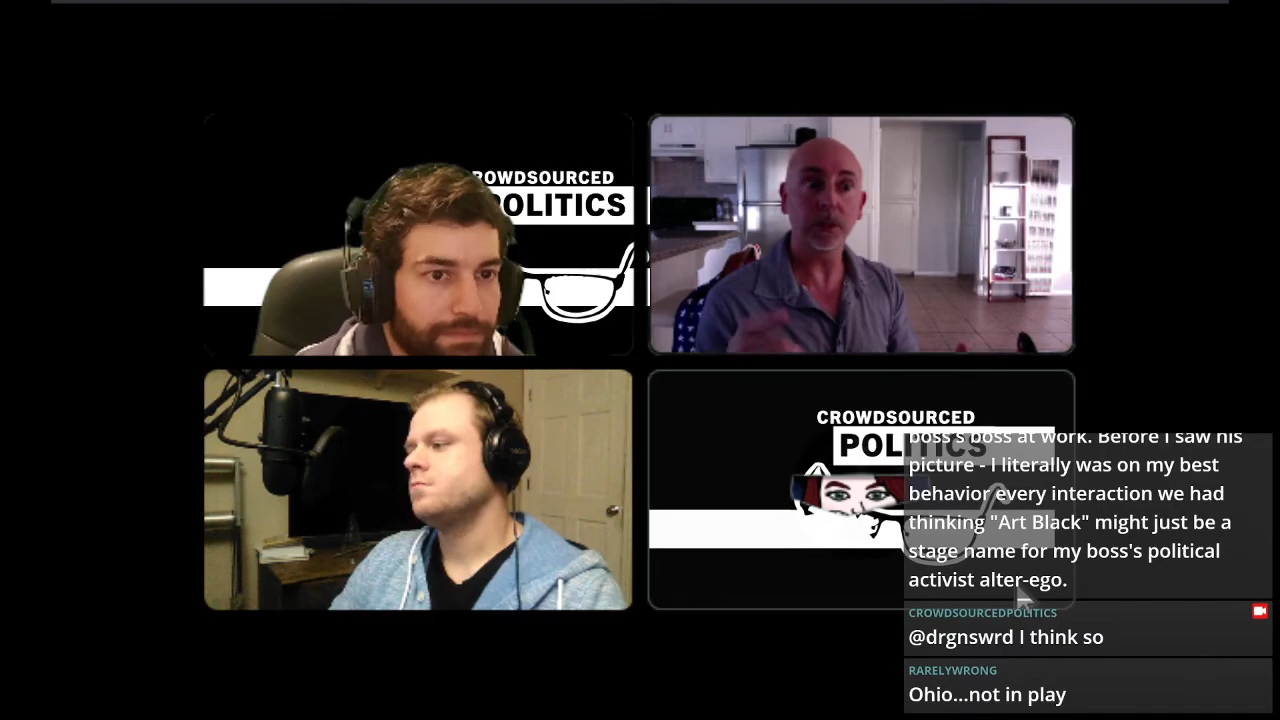 ROWDSOURCED
POLITICS
CROWDSOURCED
POLITICS
boss's boss at work. Before I saw his
picture - I literally was on my best
behavior every interaction we had
thinking "Art Black" might just be a
stage name for my boss's political
activist alter-ego.
CROWDSOURCEDPOLITICS
@drgnswrd I think so
RARELYWRONG
Ohio...not in play